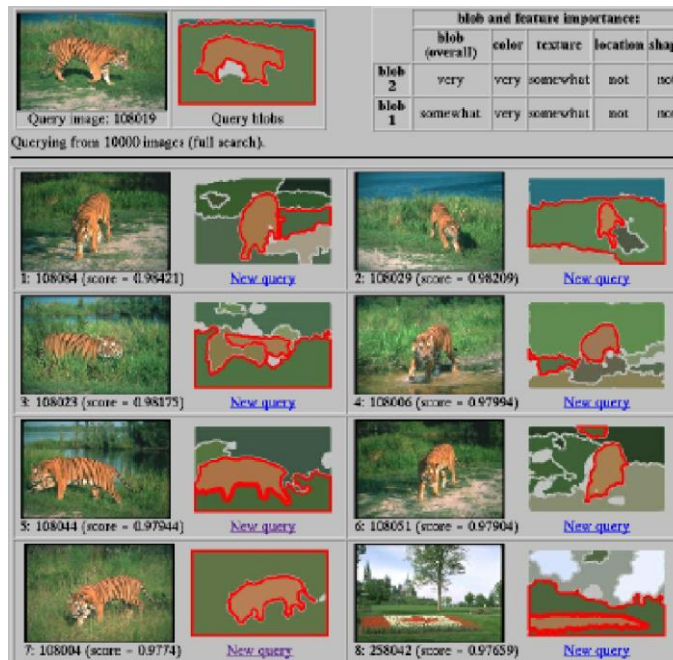 blob and feature importance:
blob (overall) color texture location shap
blob 2 very very somewhat not no
blob 1 somewhat very somewhat not no
Query image: 108019 Query blobs
Querying from 10000 images (full search).
1: 108084 (score = 0.98421) New query
2: 108029 (score = 0.98209) New query
3: 108023 (score = 0.98175) New query
4: 108006 (score = 0.97994) New query
5: 108044 (score = 0.97944) New query
6: 108051 (score = 0.97904) New query
7: 108004 (score = 0.9774) New query
8: 258042 (score = 0.97659) New query